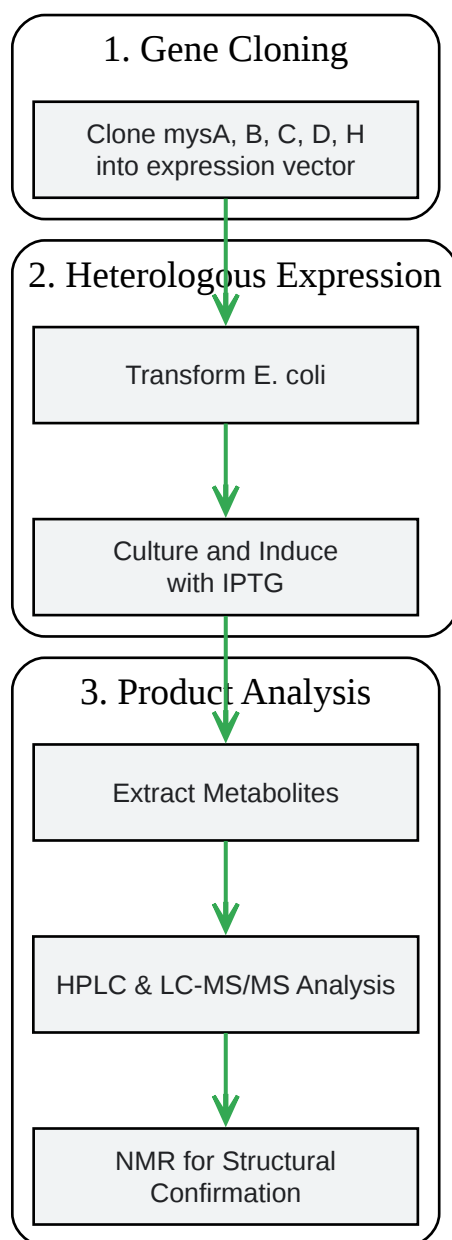 1. Gene Cloning
Clone mysA, B, C, D, H
into expression vector
2. Heterologous Expression
Transform E. coli
Culture and Induce
with IPTG
3. Product Analysis
Extract Metabolites
HPLC & LC-MS/MS Analysis
NMR for Structural
Confirmation